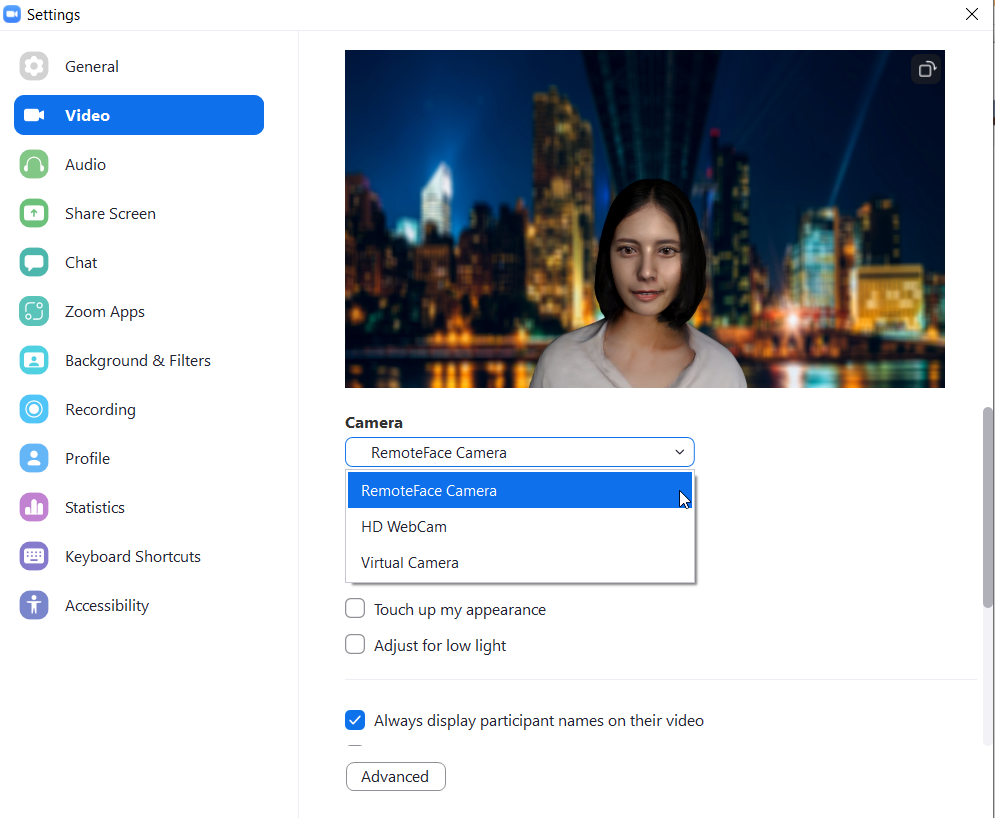 Settings
General
Video
Audio
Share Screen
Chat
Zoom Apps
Background & Filters
Recording
Profile
Statistics
Keyboard Shortcuts
Accessibility
Camera
RemoteFace Camera
RemoteFace Camera
HD WebCam
Virtual Camera
Touch up my appearance
Adjust for low light
Always display participant names on their video
Advanced